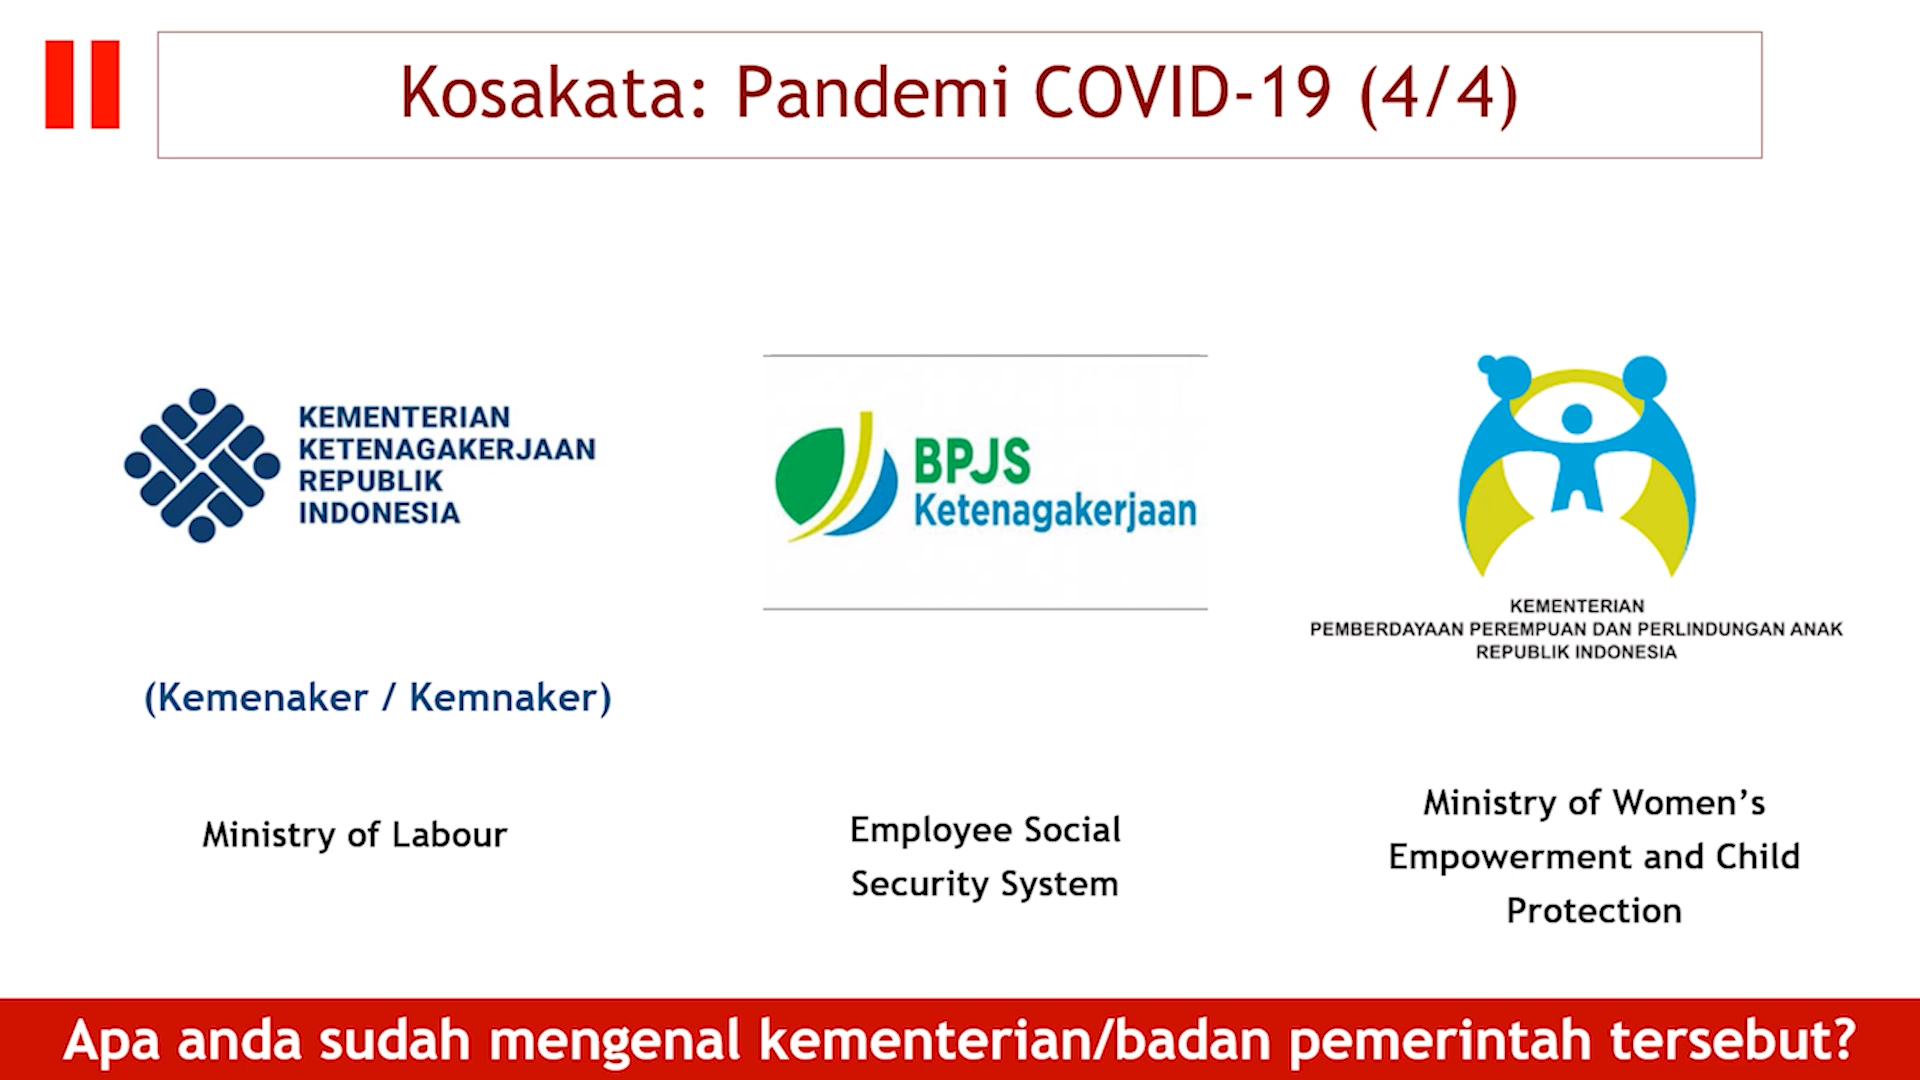 Kosakata: Pandemi COVID-19 (4/4)
KEMENTERIAN
KETENAGAKERJAAN
REPUBLIK
INDONESIA
(Kemenaker / Kemnaker)
Ministry of Labour
BPJS
Ketenagakerjaan
Employee Social
Security System
KEMENTERIAN
PEMBERDAYAAN PEREMPUAN DAN PERLINDUNGAN ANAK
REPUBLIK INDONESIA
Ministry of Women’s
Empowerment and Child
Protection
Apa anda sudah mengenal kementerian/badan pemerintah tersebut?